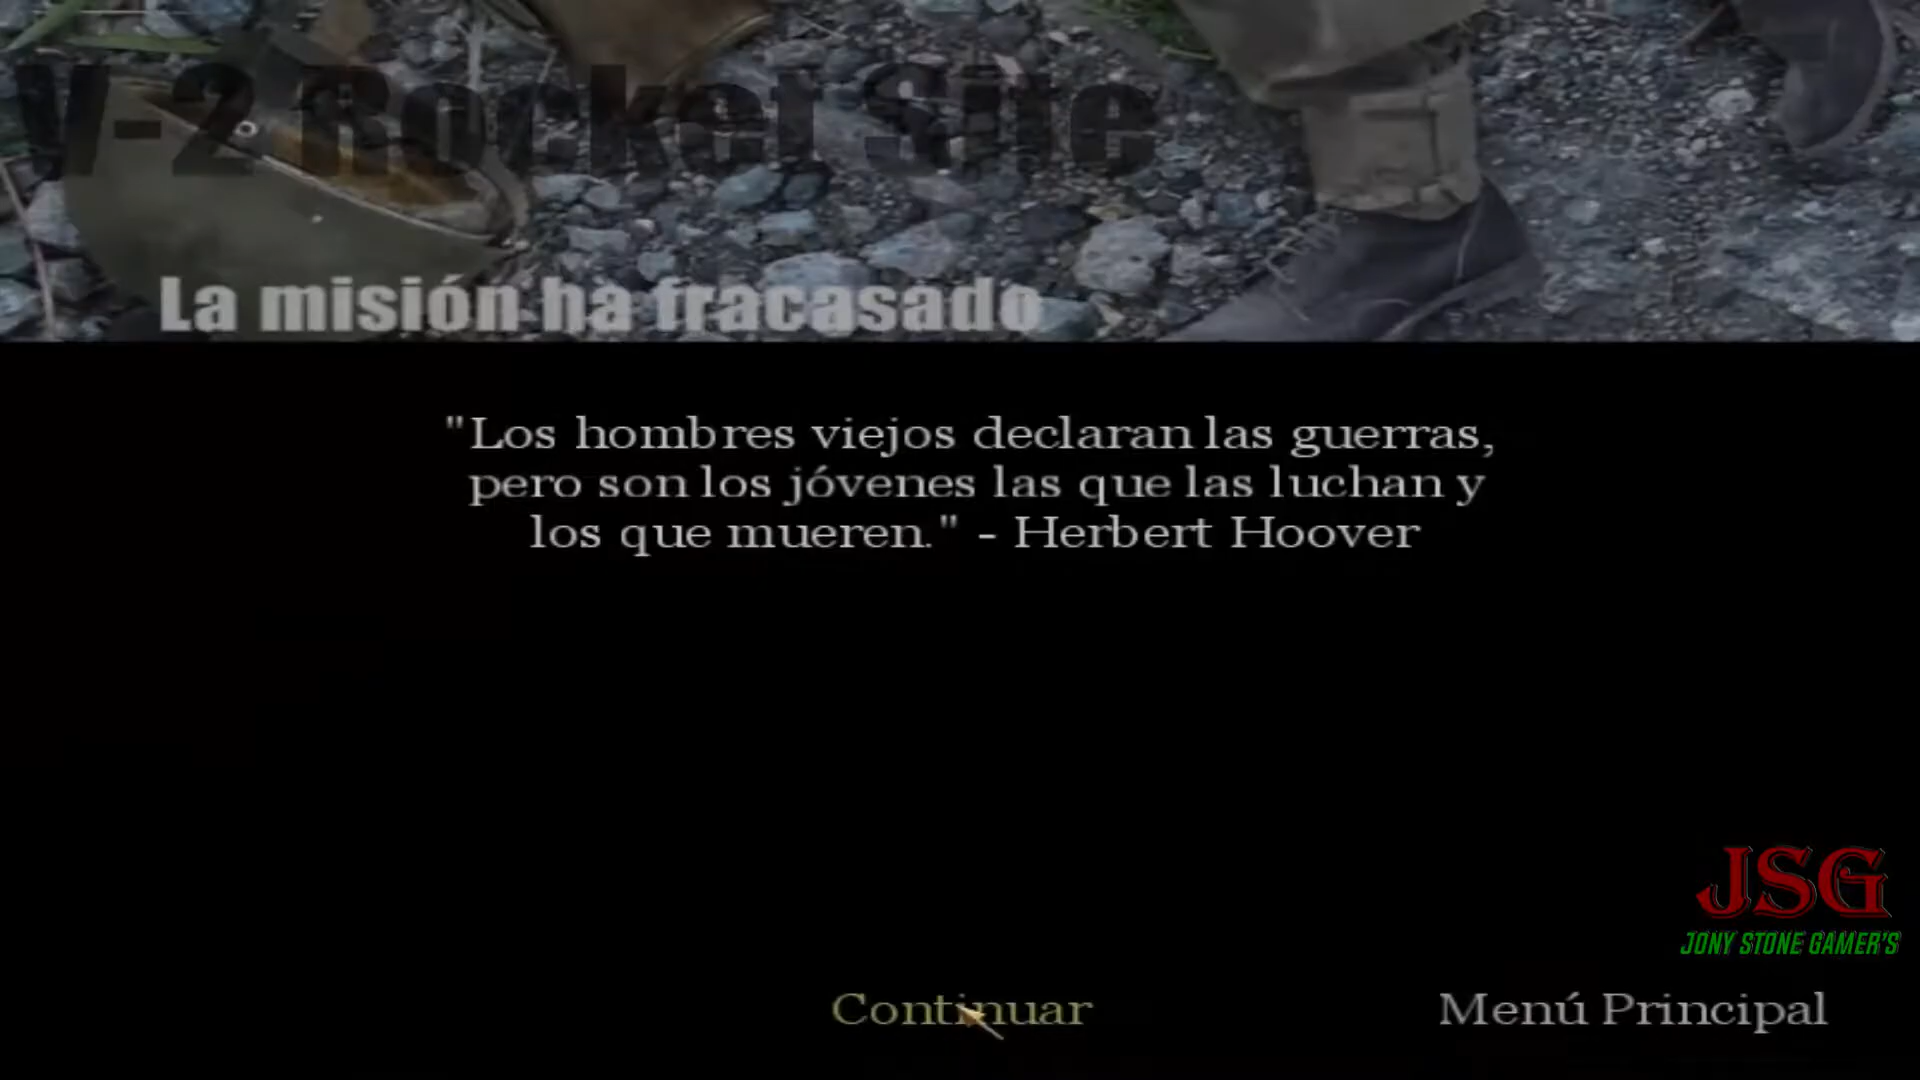 V-2 Rocket Site
La misión ha fracasado
"Los hombres viejos declaran las guerras,
pero son los jóvenes las que las luchan y
los que mueren." - Herbert Hoover
JSG
JONY STONE GAMER'S
Continuar
Menú Principal